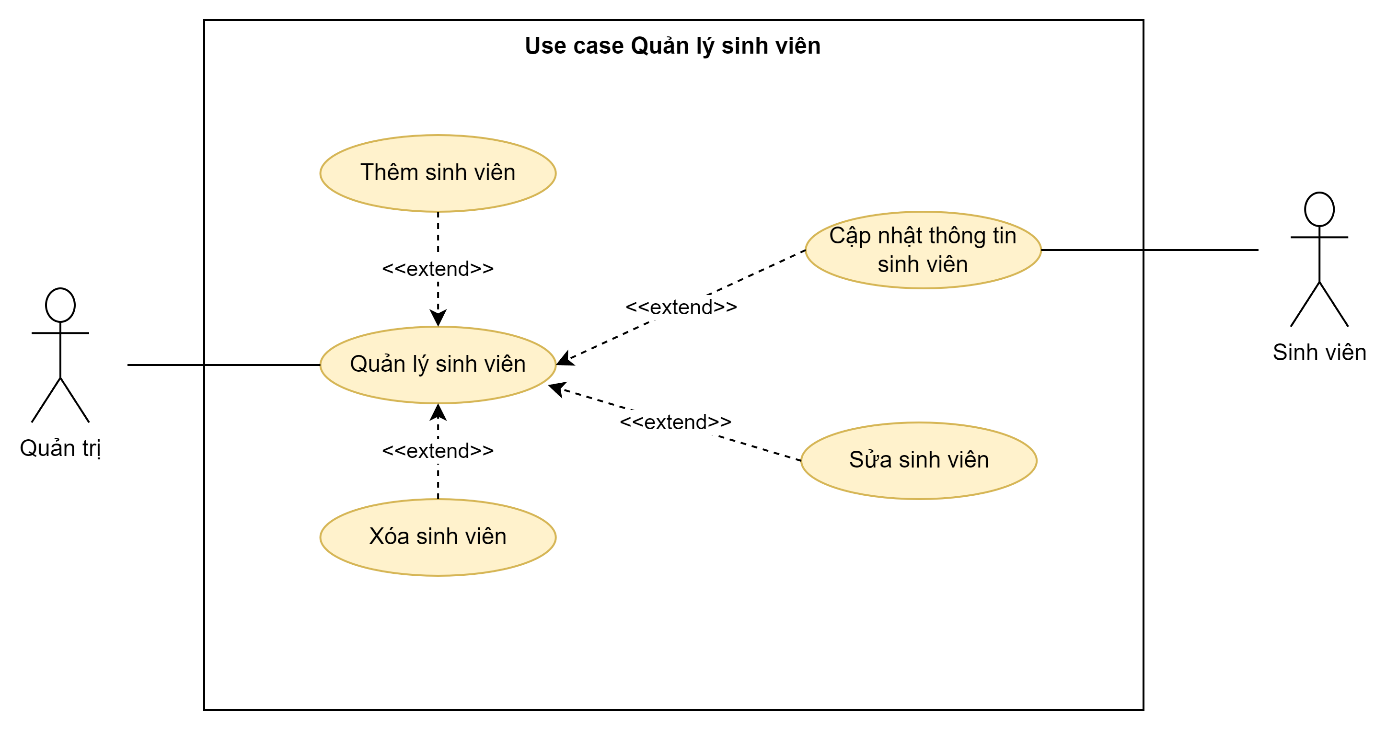 Use case Quản lý sinh viên
Thêm sinh viên
<<extend>>
Cập nhật thông tin
sinh viên
<<extend>>
Quản lý sinh viên
Sinh viên
Quản trị
<<extend>>
<<extend>>
Sửa sinh viên
Xóa sinh viên